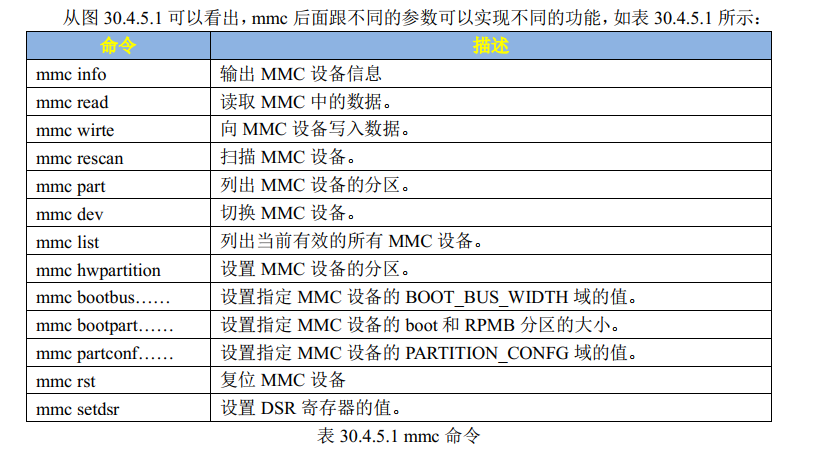 从图 30.4.5.1 可以看出，mmc 后面跟不同的参数可以实现不同的功能，如表 30.4.5.1 所示：
命令 描述
mmc info 输出 MMC 设备信息
mmc read 读取 MMC 中的数据。
mmc wirte 向 MMC 设备写入数据。
mmc rescan 扫描 MMC 设备。
mmc part 列出 MMC 设备的分区。
mmc dev 切换 MMC 设备。
mmc list 列出当前有效的所有 MMC 设备。
mmc hwpartition 设置 MMC 设备的分区。
mmc bootbus…… 设置指定 MMC 设备的 BOOT_BUS_WIDTH 域的值。
mmc bootpart…… 设置指定 MMC 设备的 boot 和 RPMB 分区的大小。
mmc partconf…… 设置指定 MMC 设备的 PARTITION_CONFG 域的值。
mmc rst 复位 MMC 设备
mmc setdsr 设置 DSR 寄存器的值。
表 30.4.5.1 mmc 命令